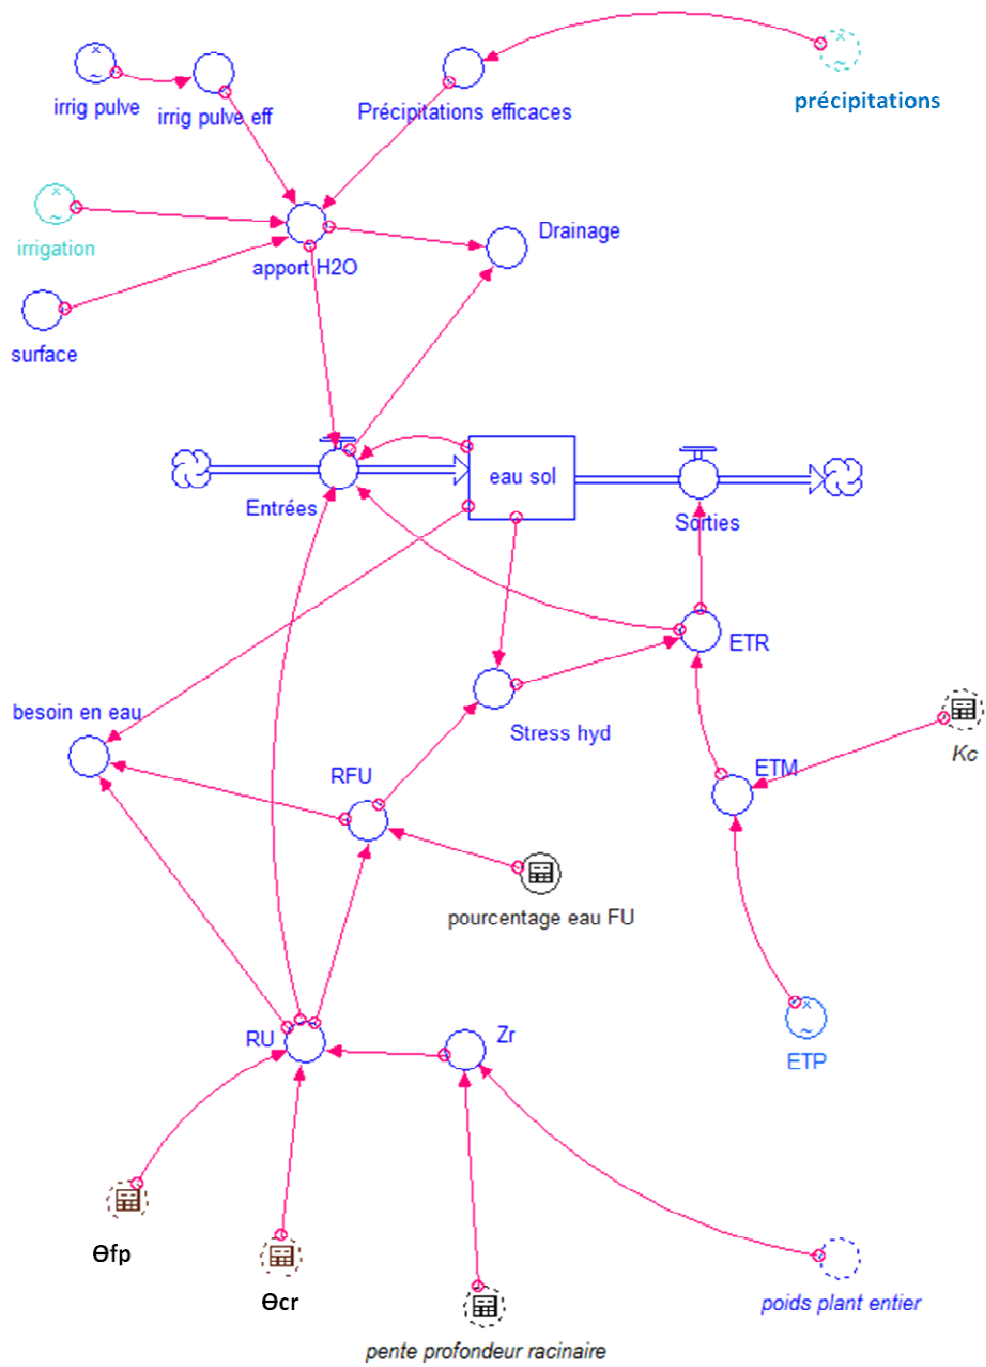 irrig pulve
irrig pulve eff
Précipitations efficaces
précipitations
irrigation
apport H2O
Drainage
surface
Entrées
eau sol
Sorties
ETR
besoin en eau
Stress hyd
Kc
RFU
ETM
pourcentage eau FU
RU
Zr
ETP
Ɵfp
Ɵcr
poids plant entier
pente profondeur racinaire